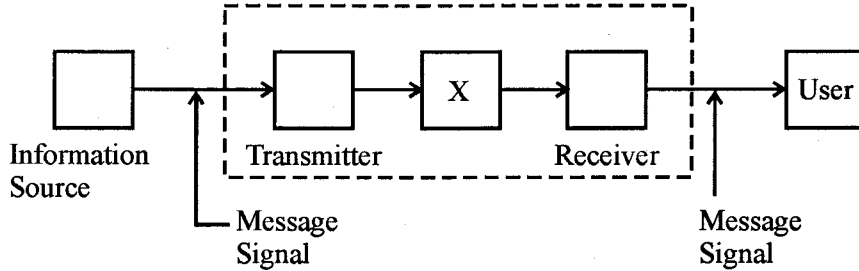 X
User
Information
Source
Transmitter
Receiver
Message
Signal
Message
Signal